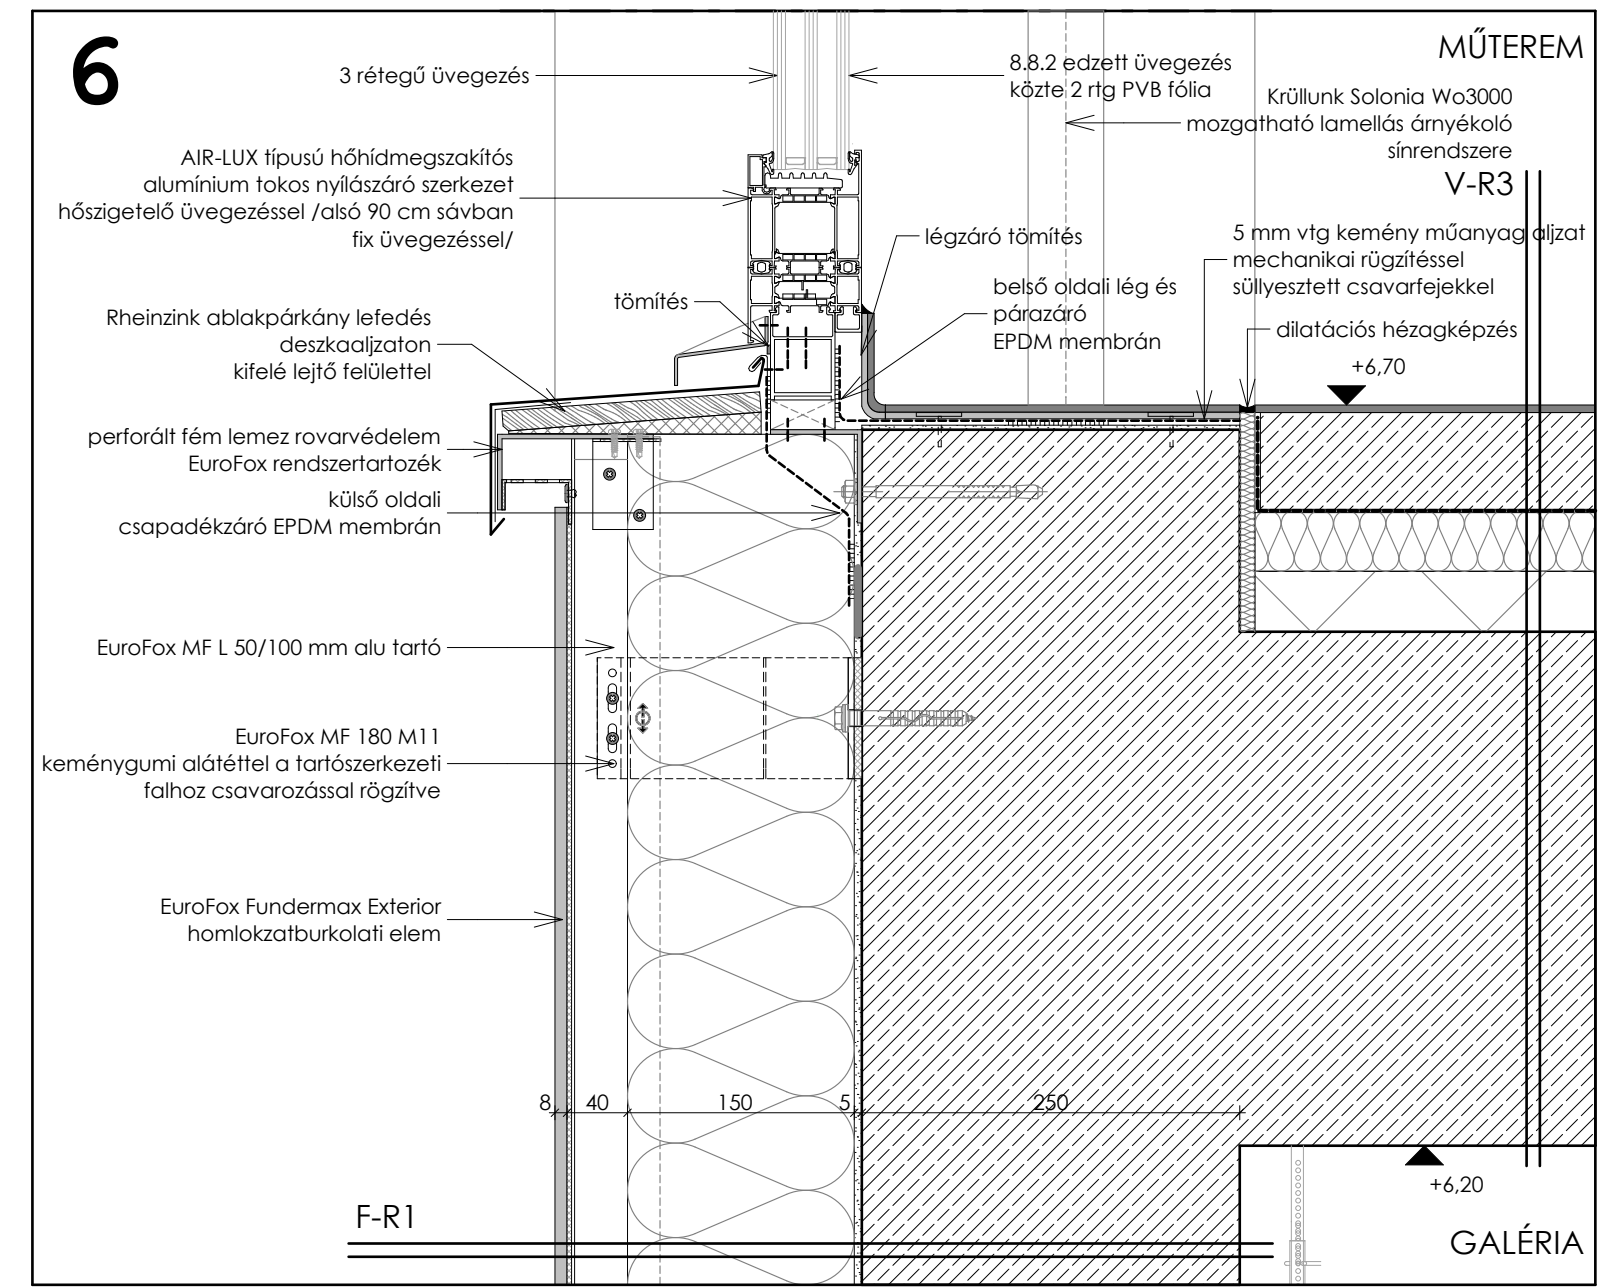 6
MŰTEREM
3 rétegű üvegezés
8.8.2 edzett üvegezés
közte 2 rtg PVB fólia
Krüllunk Solonia Wo3000
mozgatható lamellás árnyékoló
sínrendszere
V-R3
AIR-LUX típusú hőhídmegszakítós
alumínium tokos nyílászáró szerkezet
hőszigetelő üvegezéssel /alsó 90 cm sávban
fix üvegezéssel/
légzáró tömítés
5 mm vtg kemény műanyag aljzat
mechanikai rügzítéssel
süllyesztett csavarfejekkel
tömítés
belső oldali lég és
párazáró
EPDM membrán
Rheinzink ablakpárkány lefedés
deszkaaljzaton
kifelé lejtő felülettel
dilatációs hézagképzés
+6,70
perforált fém lemez rovarvédelem
EuroFox rendszertartozék
külső oldali
csapadékzáró EPDM membrán
EuroFox MF L 50/100 mm alu tartó
EuroFox MF 180 M11
keménygumi alátéttel a tartószerkezeti
falhoz csavarozással rögzítve
EuroFox Fundermax Exterior
homlokzatburkolati elem
8 40 150 5 250
+6,20
F-R1
GALÉRIA